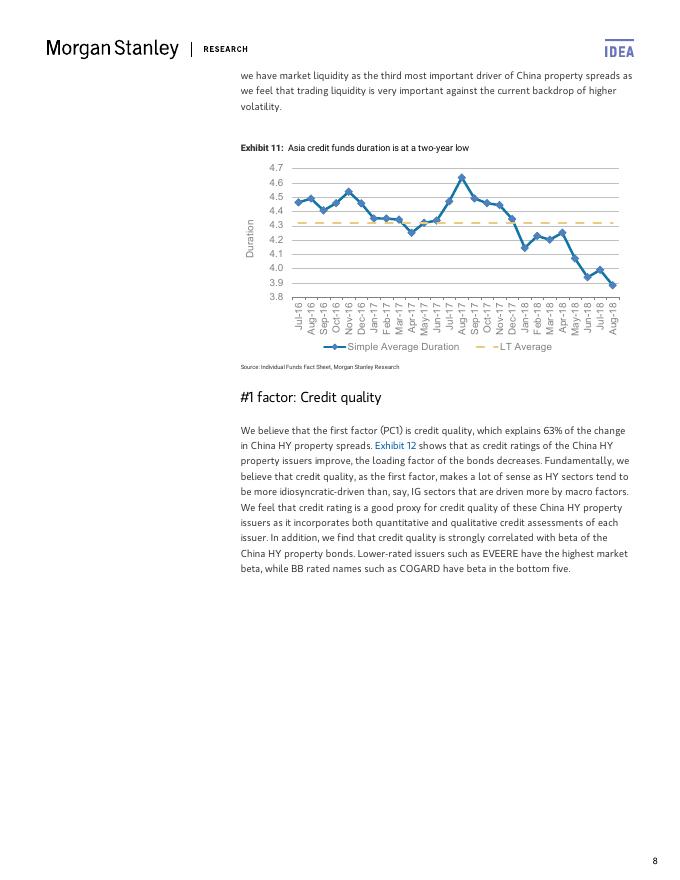 Morgan Stanley | RESEARCH
IDEA
we have market liquidity as the third most important driver of China property spreads as
we feel that trading liquidity is very important against the current backdrop of higher
volatility.
Exhibit 11: Asia credit funds duration is at a two-year low
4.7
4.6
4.5
4.4
4.3
4.2
4.1
4.0
3.9
3.8
Duration
Jul-16
Aug-16
Sep-16
Oct-16
Nov-16
Dec-16
Jan-17
Feb-17
Mar-17
Apr-17
May-17
Jun-17
Jul-17
Aug-17
Sep-17
Oct-17
Nov-17
Dec-17
Jan-18
Feb-18
Mar-18
Apr-18
May-18
Jun-18
Jul-18
Aug-18
Simple Average Duration
LT Average
Source: Individual Funds Fact Sheet, Morgan Stanley Research
#1 factor: Credit quality
We believe that the first factor (PC1) is credit quality, which explains 63% of the change
in China HY property spreads. Exhibit 12 shows that as credit ratings of the China HY
property issuers improve, the loading factor of the bonds decreases. Fundamentally, we
believe that credit quality, as the first factor, makes a lot of sense as HY sectors tend to
be more idiosyncratic-driven than, say, IG sectors that are driven more by macro factors.
We feel that credit rating is a good proxy for credit quality of these China HY property
issuers as it incorporates both quantitative and qualitative credit assessments of each
issuer. In addition, we find that credit quality is strongly correlated with beta of the
China HY property bonds. Lower-rated issuers such as EVEERE have the highest market
beta, while BB rated names such as COGARD have beta in the bottom five.
8